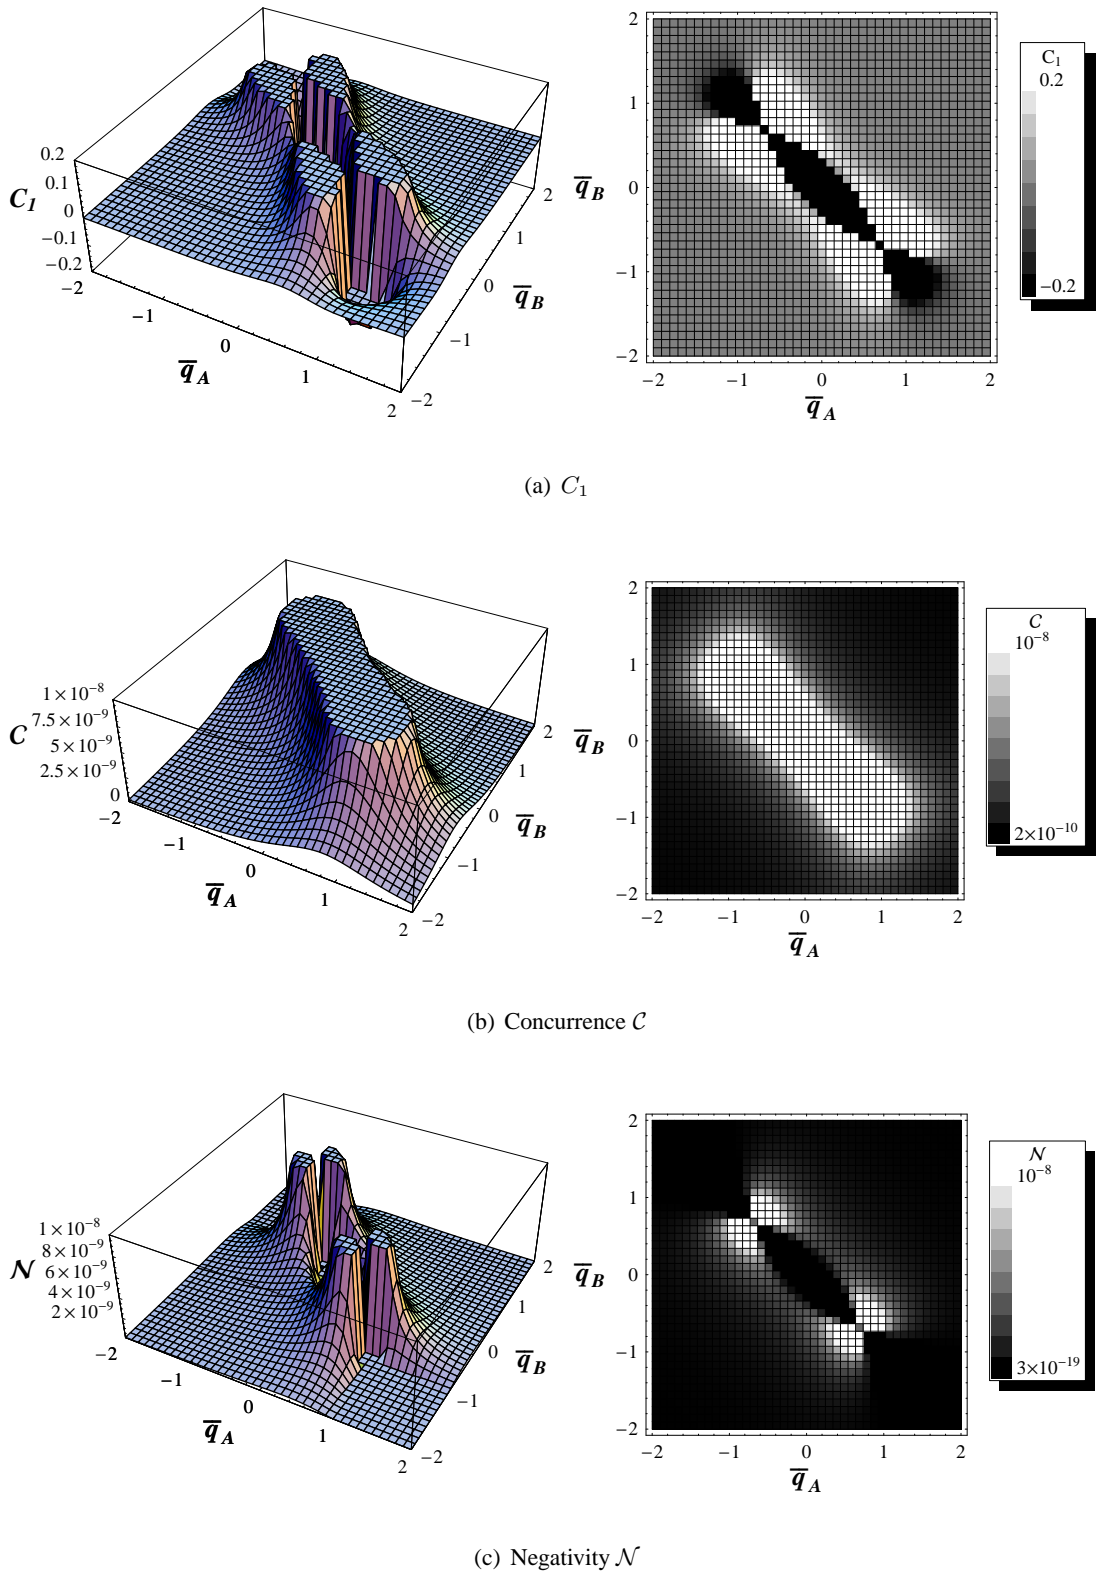 0.2
0.1
0
−0.1
−0.2
C1
−2
−1
0
1
2
q̅A
−2
−1
0
1
2
q̅B
2
1
0
−1
−2
q̅B
−2 −1 0 1 2
q̅A
C1
0.2
−0.2
(a) C1
1×10−8
7.5×10−9
5×10−9
2.5×10−9
0
C
−2
−1
0
1
2
q̅A
−2
−1
0
1
2
q̅B
2
1
0
−1
−2
q̅B
−2 −1 0 1 2
q̅A
C
10−8
2×10−10
(b) Concurrence C
1×10−8
8×10−9
6×10−9
4×10−9
2×10−9
N
−2
−1
0
1
2
q̅A
−2
−1
0
1
2
q̅B
2
1
0
−1
−2
q̅B
−2 −1 0 1 2
q̅A
N
10−8
3×10−19
(c) Negativity N